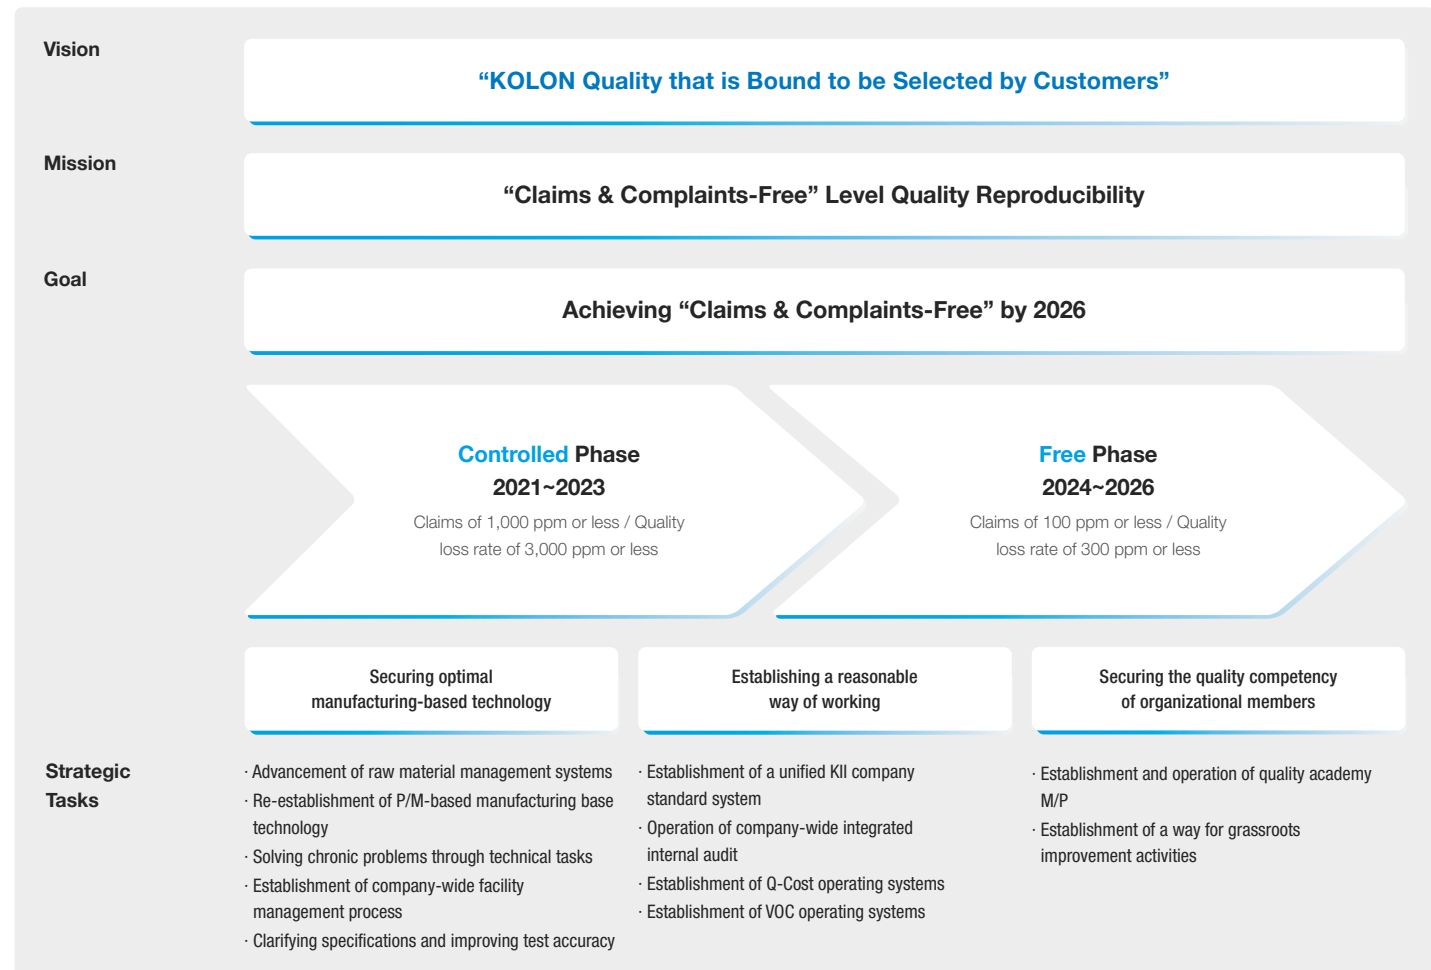 Vision
“KOLON Quality that is Bound to be Selected by Customers”
Mission
“Claims & Complaints-Free” Level Quality Reproducibility
Goal
Achieving “Claims & Complaints-Free” by 2026
Controlled Phase
2021~2023
Claims of 1,000 ppm or less / Quality
loss rate of 3,000 ppm or less
Free Phase
2024~2026
Claims of 100 ppm or less / Quality
loss rate of 300 ppm or less
Securing optimal
manufacturing-based technology
Establishing a reasonable
way of working
Securing the quality competency
of organizational members
Strategic
Tasks
· Advancement of raw material management systems
· Re-establishment of P/M-based manufacturing base
technology
· Solving chronic problems through technical tasks
· Establishment of company-wide facility
management process
· Clarifying specifications and improving test accuracy
· Establishment of a unified KII company
standard system
· Operation of company-wide integrated
internal audit
· Establishment of Q-Cost operating systems
· Establishment of VOC operating systems
· Establishment and operation of quality academy
M/P
· Establishment of a way for grassroots
improvement activities